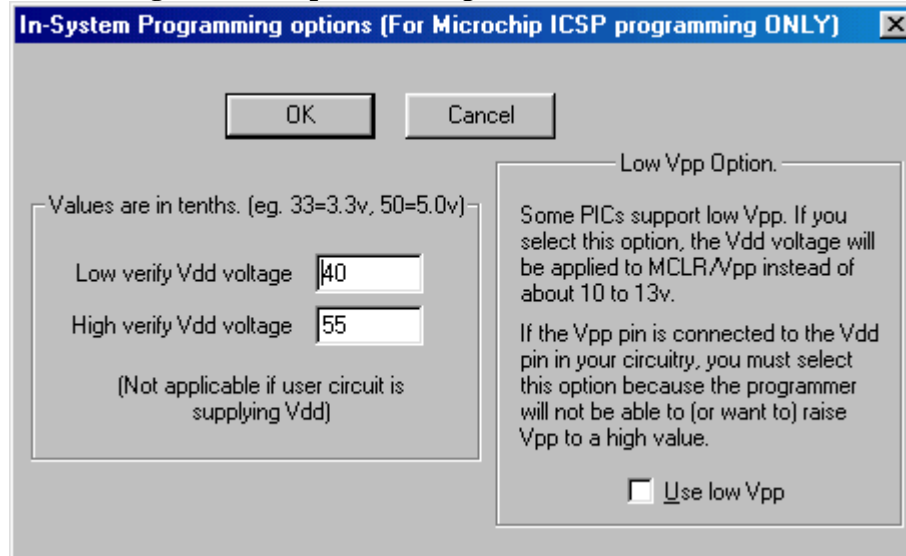 In-System Programming options (For Microchip ICSP programming ONLY)
OK
Cancel
Values are in tenths. (eg. 33=3.3v, 50=5.0v)
Low verify Vdd voltage 40
High verify Vdd voltage 55
(Not applicable if user circuit is
supplying Vdd)
Low Vpp Option.
Some PICs support low Vpp. If you
select this option, the Vdd voltage will
be applied to MCLR/Vpp instead of
about 10 to 13v.
If the Vpp pin is connected to the Vdd
pin in your circuitry, you must select
this option because the programmer
will not be able to (or want to) raise
Vpp to a high value.
Use low Vpp